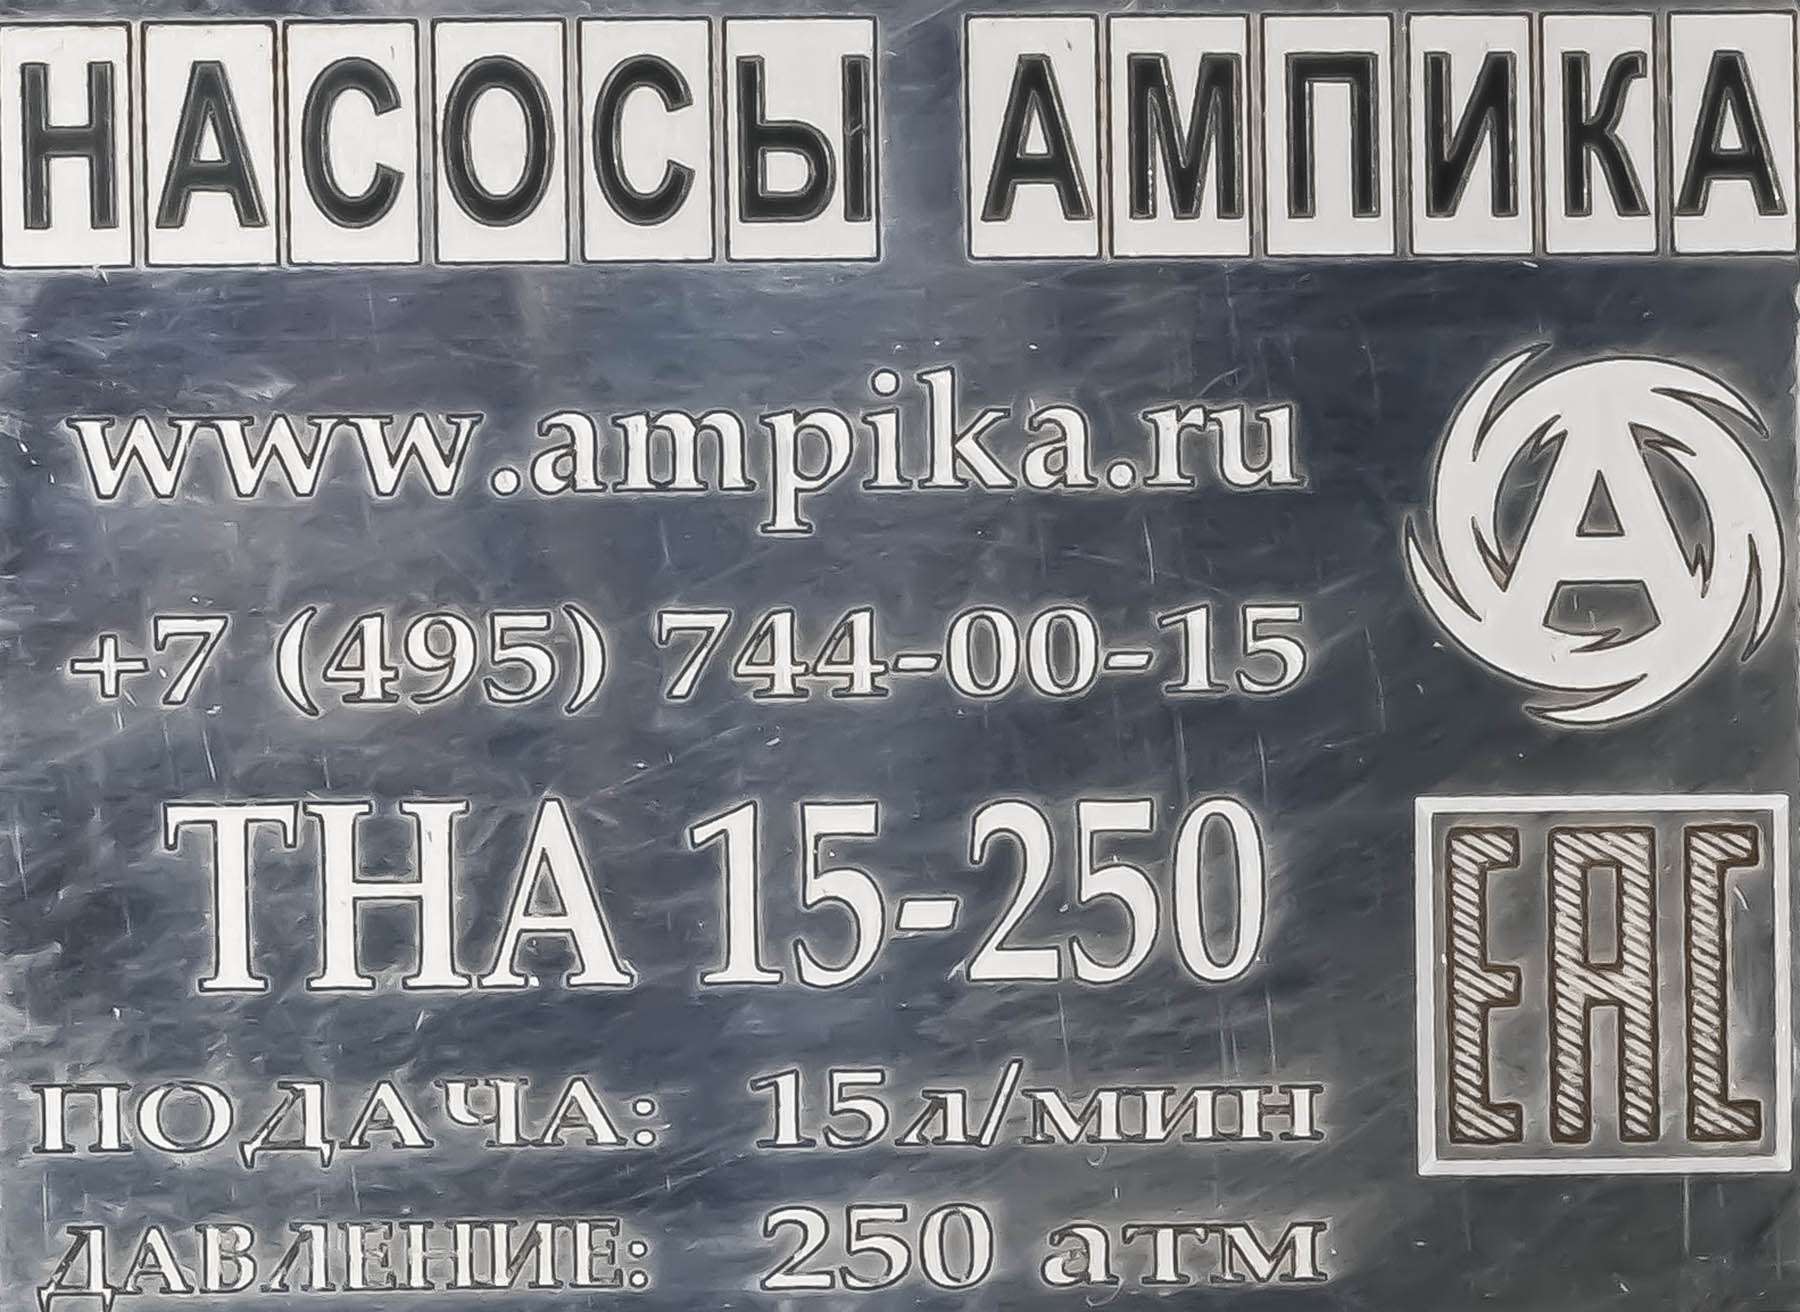 НАСОСЫ АМПИКА
www.ampika.ru
+7 (495) 744-00-15
А
ТНА 15-250
ЕАС
ПОДАЧА: 15л/мин
ДАВЛЕНИЕ: 250 атм